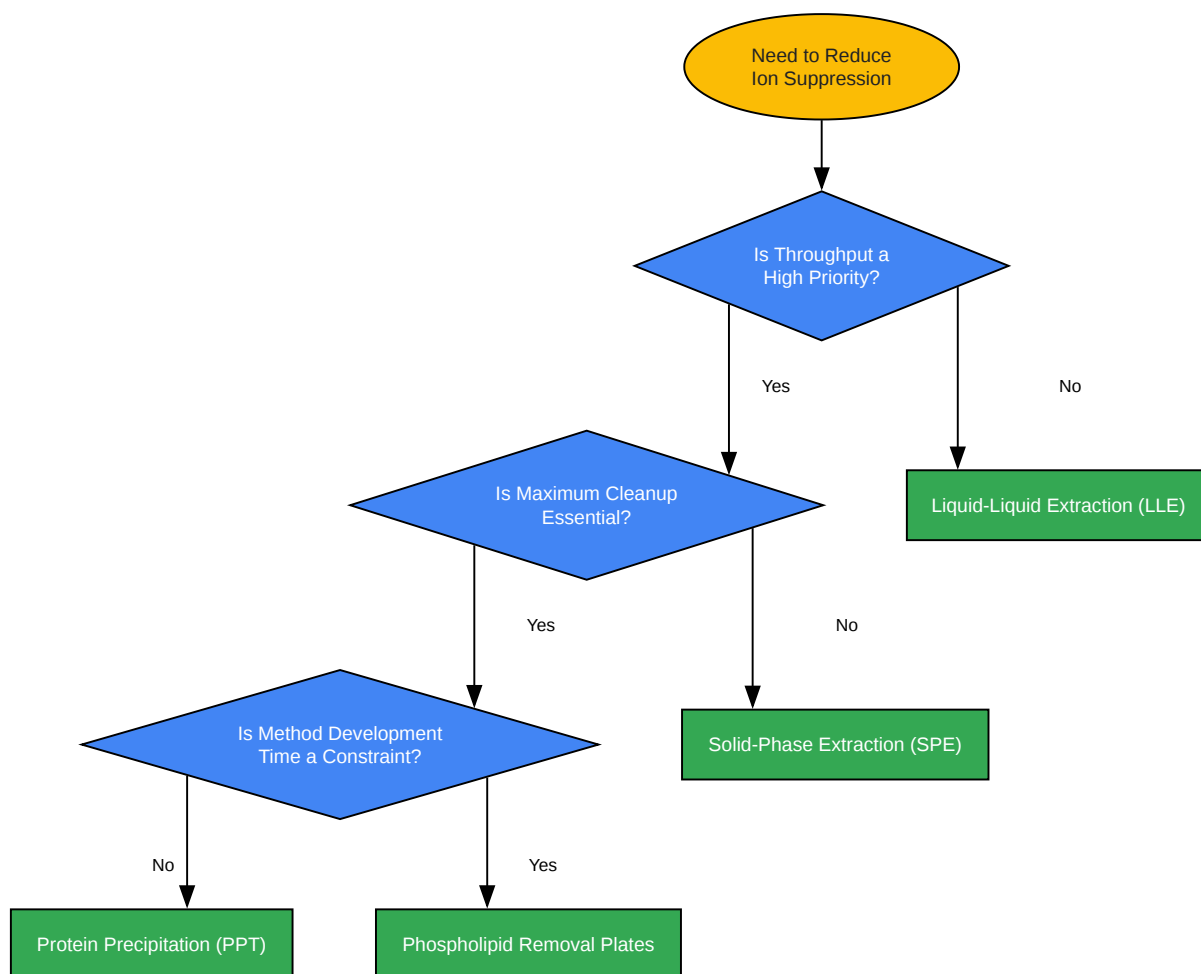 Need to Reduce
Ion Suppression
Is Throughput a
High Priority?
Yes
No
Is Maximum Cleanup
Essential?
Liquid-Liquid Extraction (LLE)
Yes
No
Is Method Development
Time a Constraint?
Solid-Phase Extraction (SPE)
No
Yes
Protein Precipitation (PPT)
Phospholipid Removal Plates